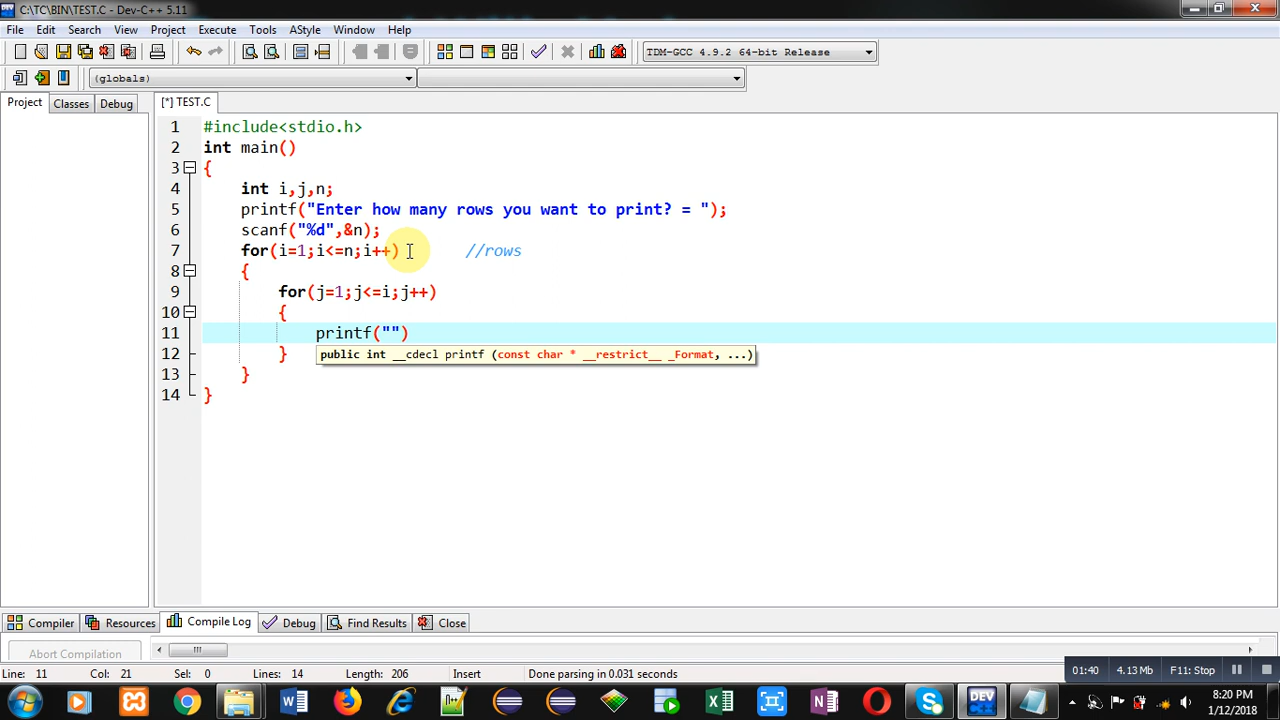 C:\TC\BIN\TEST.C - Dev-C++ 5.11
File Edit Search View Project Execute Tools AStyle Window Help
TDM-GCC 4.9.2 64-bit Release
(globals)
Project Classes Debug [*] TEST.C
1 #include<stdio.h>
2 int main()
3 {
4 int i,j,n;
5 printf("Enter how many rows you want to print? = ");
6 scanf("%d",&n);
7 for(i=1;i<=n;i++) //rows
8 {
9 for(j=1;j<=i;j++)
10 {
11 printf("")
12 }
public int __cdecl printf (const char * __restrict__ _Format, ...)
13 }
14 }
Compiler Resources Compile Log Debug Find Results Close
Abort Compilation
Line: 11 Col: 21 Sel: 0 Lines: 14 Length: 206 Insert Done parsing in 0.031 seconds
01:40 4.13 Mb F11: Stop
8:20 PM
1/12/2018